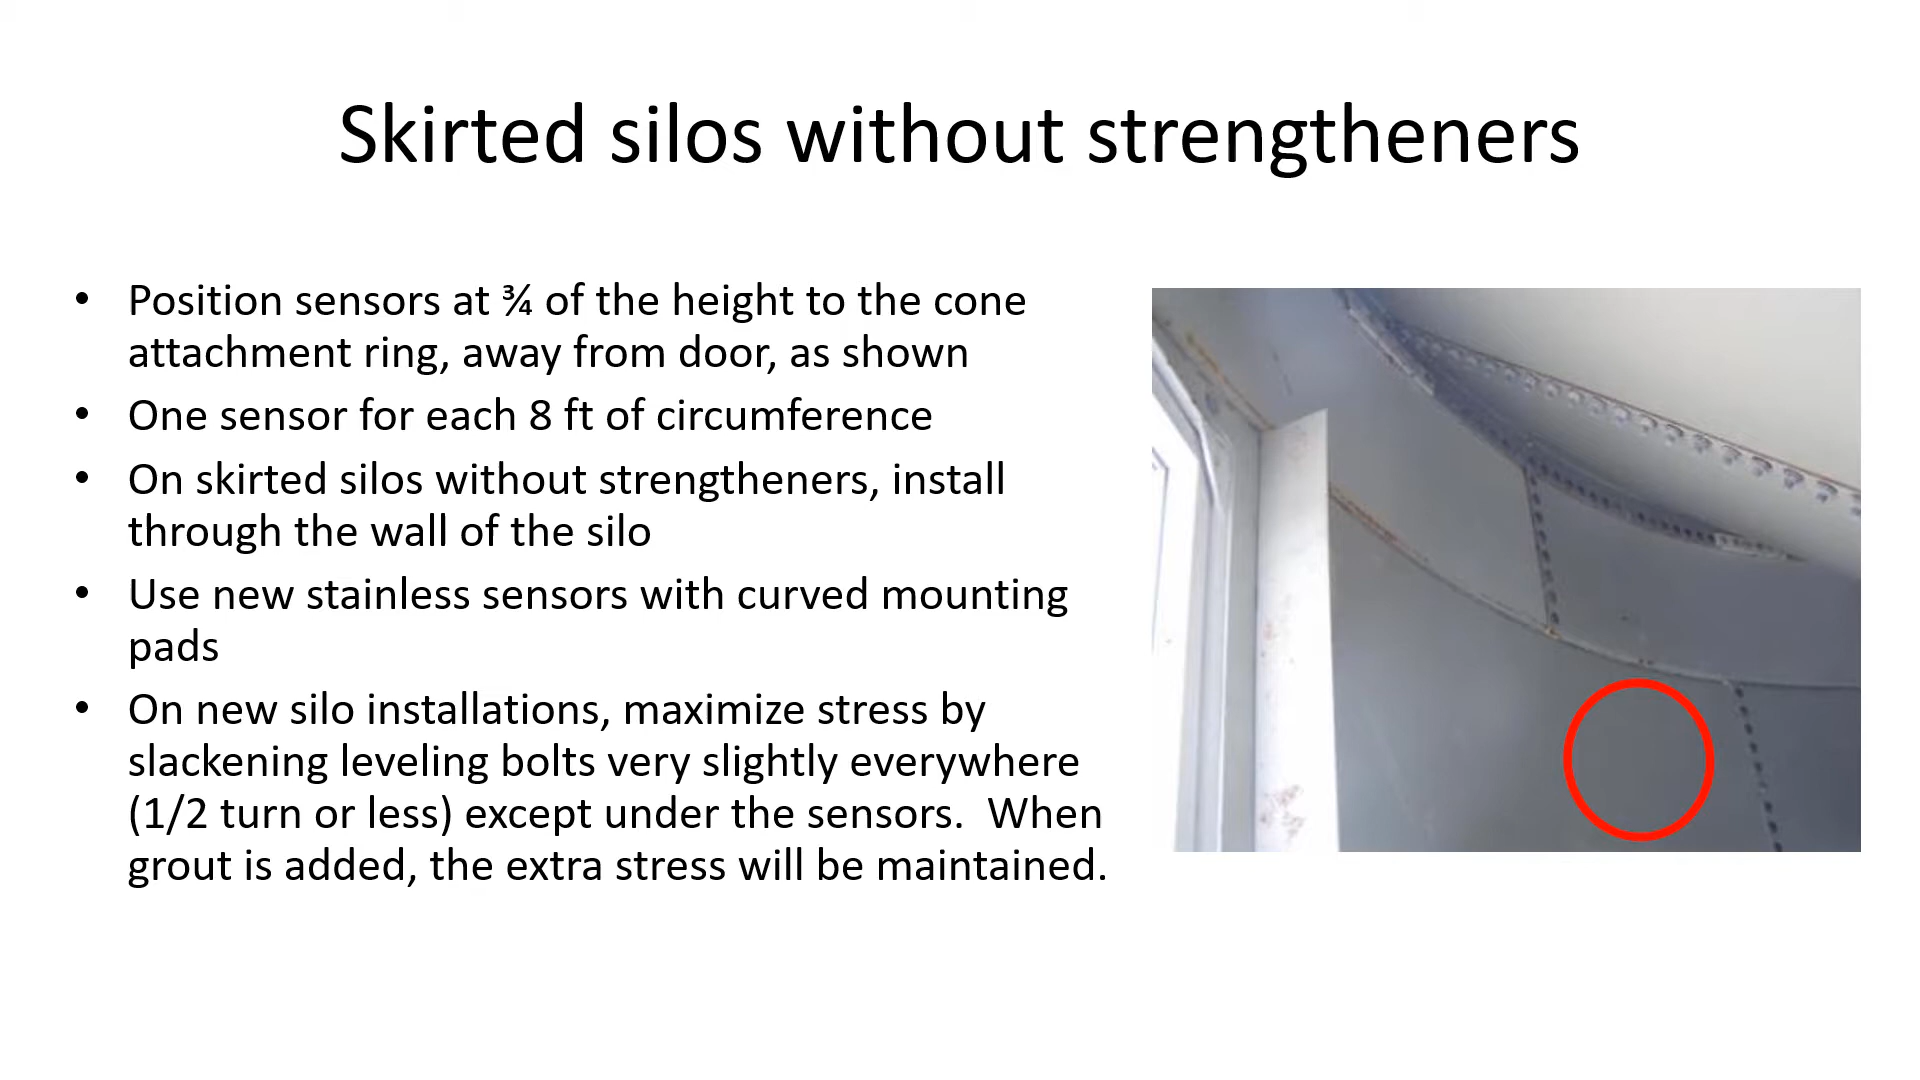 Skirted silos without strengtheners
• Position sensors at ¾ of the height to the cone
attachment ring, away from door, as shown
• One sensor for each 8 ft of circumference
• On skirted silos without strengtheners, install
through the wall of the silo
• Use new stainless sensors with curved mounting
pads
• On new silo installations, maximize stress by
slackening leveling bolts very slightly everywhere
(1/2 turn or less) except under the sensors.  When
grout is added, the extra stress will be maintained.